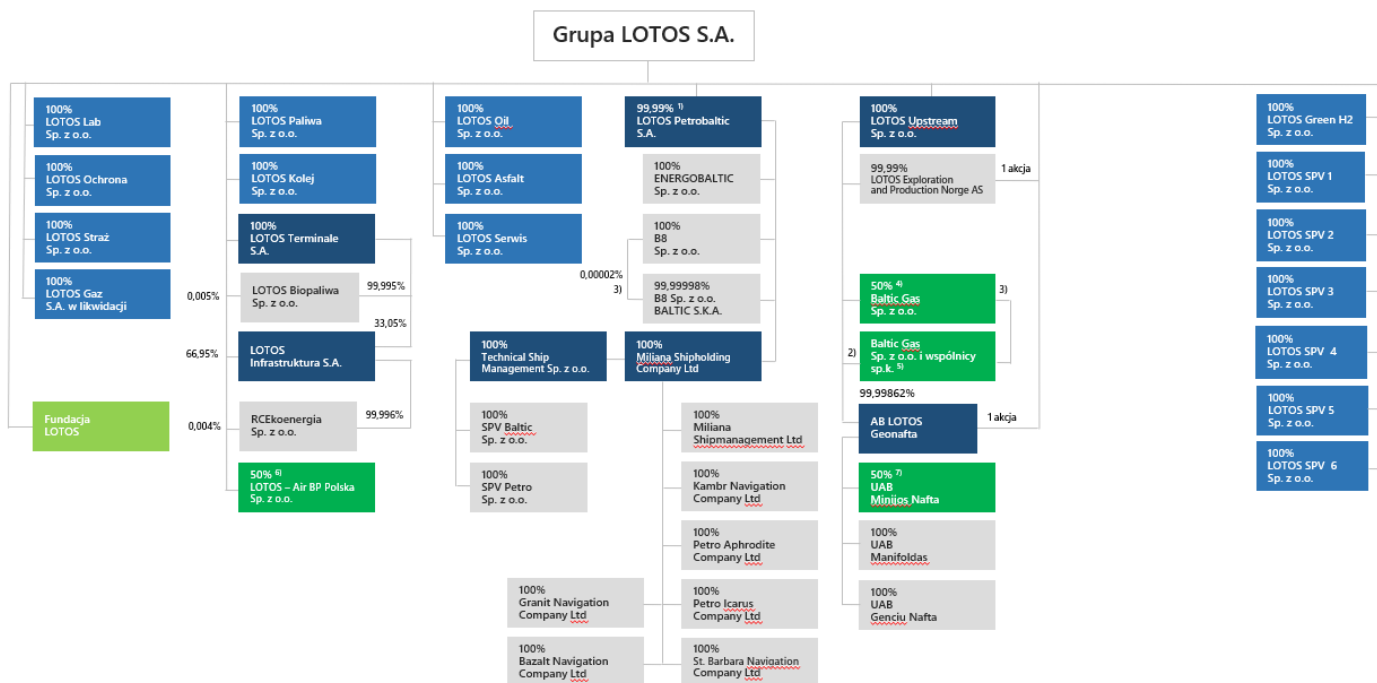 Grupa LOTOS S.A.
100%
LOTOS Lab
Sp. z o.o.
100%
LOTOS Ochrona
Sp. z o.o.
100%
LOTOS Straż
Sp. z o.o.
100%
LOTOS Gaz
S.A. w likwidacji
Fundacja
LOTOS
100%
LOTOS Paliwa
Sp. z o.o.
100%
LOTOS Kolej
Sp. z o.o.
100%
LOTOS Terminale
S.A.
0,005%
LOTOS Biopaliwa
Sp. z o.o.
99,995%
33,05%
66,95%
LOTOS
Infrastruktura S.A.
0,004%
RCEkoenergia
Sp. z o.o.
99,996%
50% 6)
LOTOS – Air BP Polska
Sp. z o.o.
100%
LOTOS Oil
Sp. z o.o.
100%
LOTOS Asfalt
Sp. z o.o.
100%
LOTOS Serwis
Sp. z o.o.
99,99% 1)
LOTOS Petrobaltic
S.A.
100%
ENERGOBALTIC
Sp. z o.o.
100%
B8
Sp. z o.o.
0,00002%
3)
99,99998%
B8 Sp. z o.o.
BALTIC S.K.A.
100%
Technical Ship
Management Sp. z o.o.
100%
Miliana Shipholding
Company Ltd
100%
SPV Baltic
Sp. z o.o.
100%
SPV Petro
Sp. z o.o.
100%
Miliana
Shipmanagement Ltd
100%
Kambr Navigation
Company Ltd
100%
Petro Aphrodite
Company Ltd
100%
Granit Navigation
Company Ltd
100%
Petro Icarus
Company Ltd
100%
Bazalt Navigation
Company Ltd
100%
St. Barbara Navigation
Company Ltd
100%
LOTOS Upstream
Sp. z o.o.
99,99%
LOTOS Exploration
and Production Norge AS
1 akcja
50% 4)
Baltic Gas
Sp. z o.o.
3)
2)
Baltic Gas
Sp. z o.o. i wspólnicy
sp.k. 5)
99,99862%
AB LOTOS
Geonafta
1 akcja
50% 7)
UAB
Minijos Nafta
100%
UAB
Manifoldas
100%
UAB
Genciu Nafta
100%
LOTOS Green H2
Sp. z o.o.
100%
LOTOS SPV 1
Sp. z o.o.
100%
LOTOS SPV 2
Sp. z o.o.
100%
LOTOS SPV 3
Sp. z o.o.
100%
LOTOS SPV 4
Sp. z o.o.
100%
LOTOS SPV 5
Sp. z o.o.
100%
LOTOS SPV 6
Sp. z o.o.